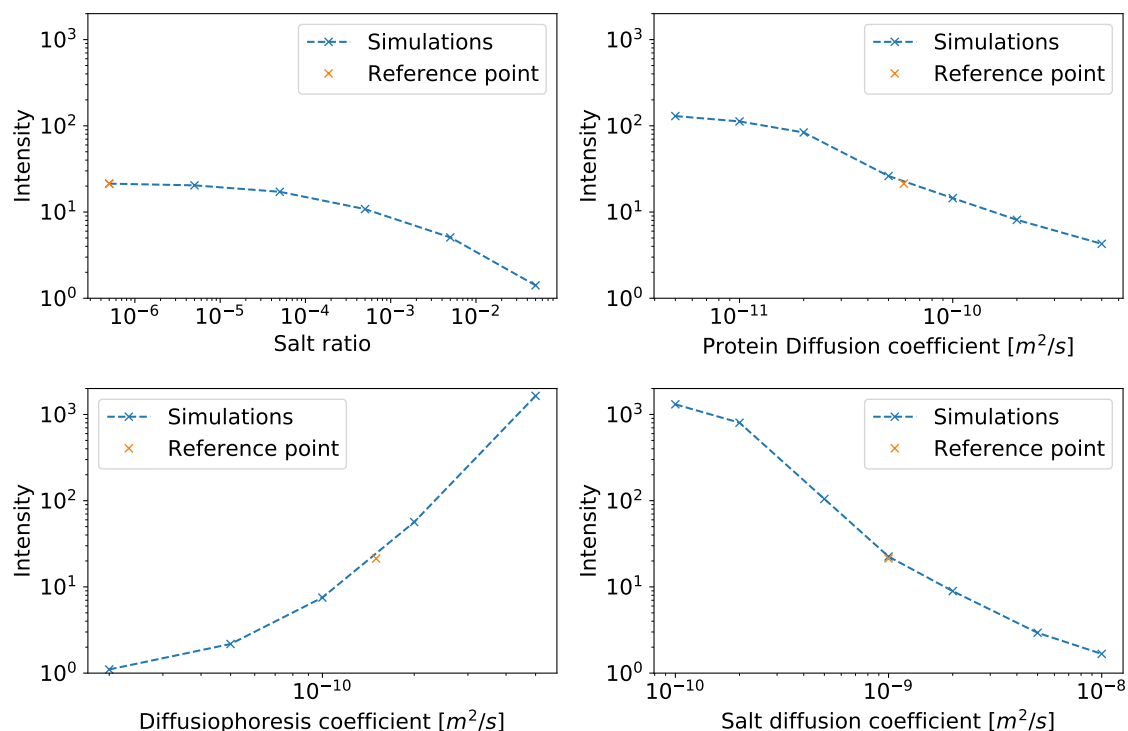 10³
10²
10¹
10⁰
Intensity
Simulations
Reference point
10⁻⁶
10⁻⁵
10⁻⁴
10⁻³
10⁻²
Salt ratio
10³
10²
10¹
10⁰
Intensity
Simulations
Reference point
10⁻¹¹
10⁻¹⁰
Protein Diffusion coefficient [m²/s]
10³
10²
10¹
10⁰
Intensity
Simulations
Reference point
10⁻¹⁰
Diffusiophoresis coefficient [m²/s]
10³
10²
10¹
10⁰
Intensity
Simulations
Reference point
10⁻¹⁰
10⁻⁹
10⁻⁸
Salt diffusion coefficient [m²/s]